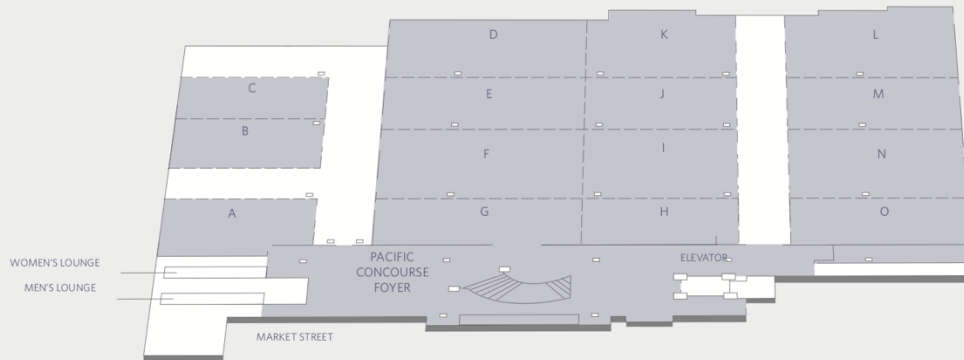 D
K
L
C
E
J
M
B
F
I
N
A
G
H
O
WOMEN'S LOUNGE
MEN'S LOUNGE
PACIFIC
CONCOURSE
FOYER
ELEVATOR
MARKET STREET